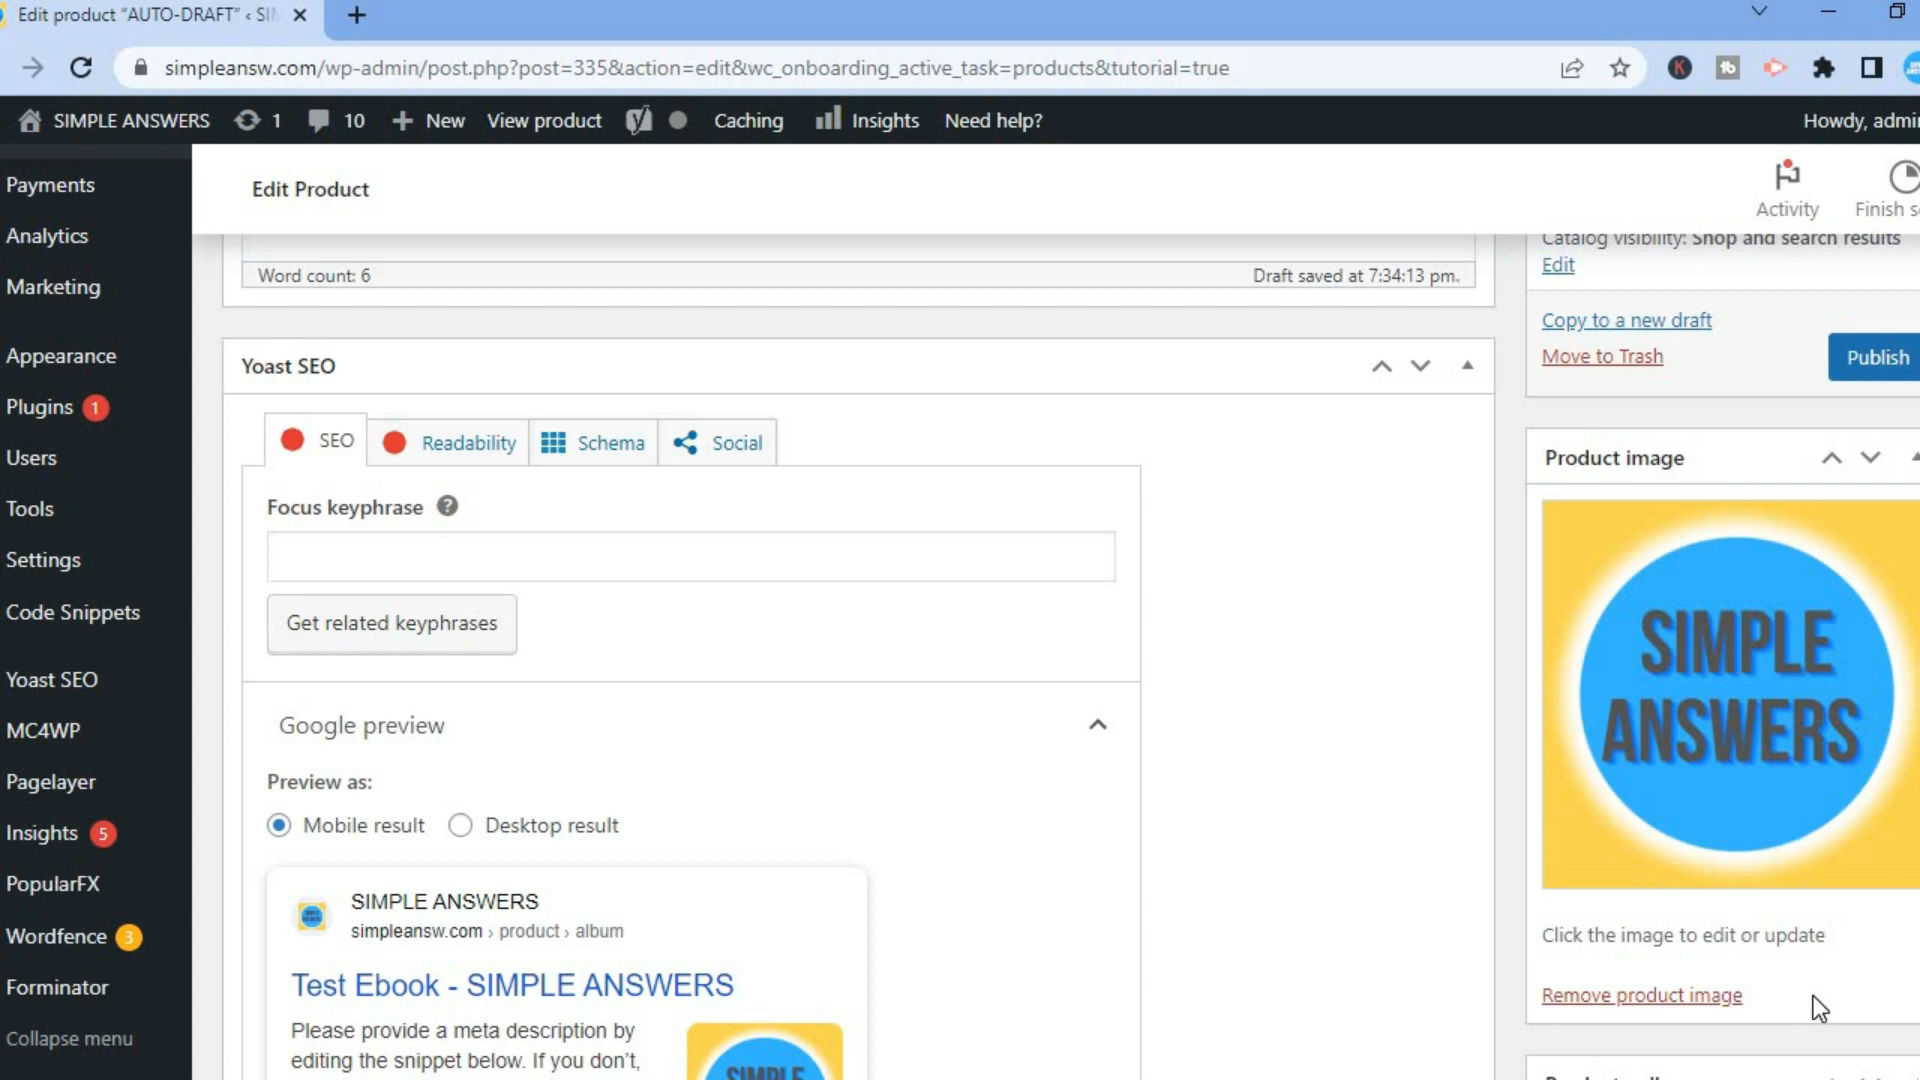 Edit product “AUTO-DRAFT” ‹ SI
simpleansw.com/wp-admin/post.php?post=335&action=edit&wc_onboarding_active_task=products&tutorial=true
SIMPLE ANSWERS 1 10 New View product Caching Insights Need help? Howdy, admin
Payments
Analytics
Marketing
Appearance
Plugins 1
Users
Tools
Settings
Code Snippets
Yoast SEO
MC4WP
Pagelayer
Insights 5
PopularFX
Wordfence 3
Forminator
Collapse menu
Edit Product
Activity
Finish s
Word count: 6 Draft saved at 7:34:13 pm.
Yoast SEO
SEO Readability Schema Social
Focus keyphrase
Get related keyphrases
Google preview
Preview as:
Mobile result Desktop result
SIMPLE ANSWERS
simpleansw.com › product › album
Test Ebook - SIMPLE ANSWERS
Please provide a meta description by
editing the snippet below. If you don’t,
SIMPLE
Catalog visibility: Shop and search results
Edit
Copy to a new draft
Move to Trash
Publish
Product image
SIMPLE
ANSWERS
Click the image to edit or update
Remove product image